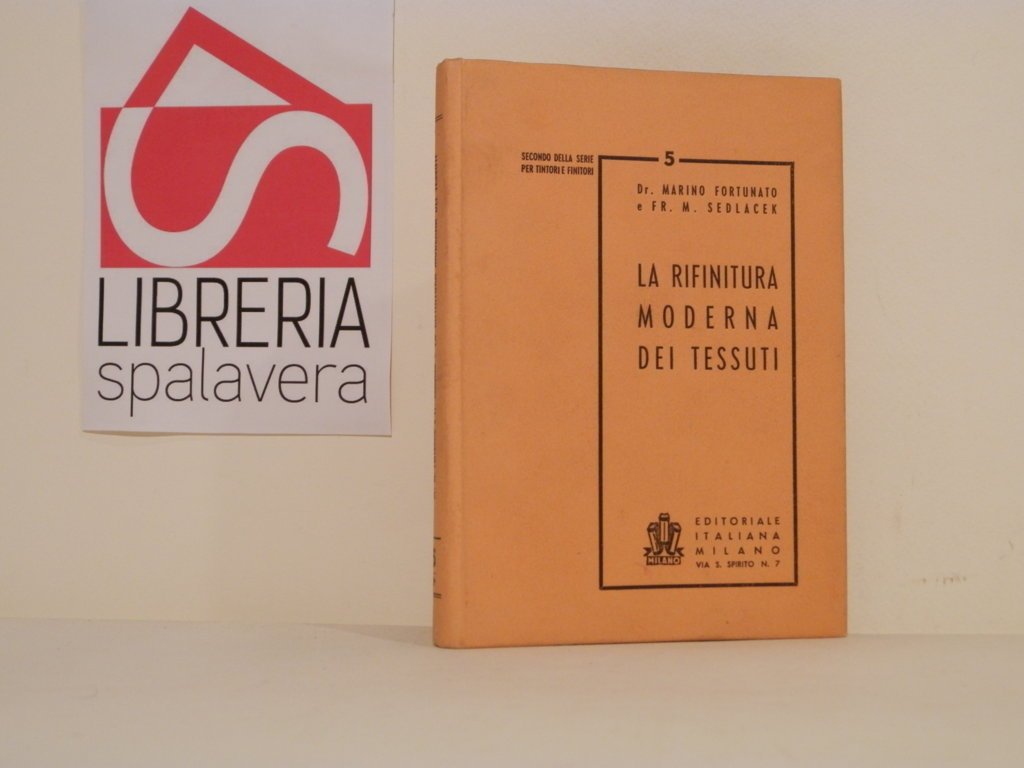 LIBRERIA
spalavera
SECONDO DELLA SERIE
PER TINTORI E FINITORI
5
Dr. MARINO FORTUNATO
e FR. M. SEDLACEK
LA RIFINITURA
MODERNA
DEI TESSUTI
MILANO
EDITORIALE
ITALIANA
MILANO
VIA S. SPIRITO N. 7